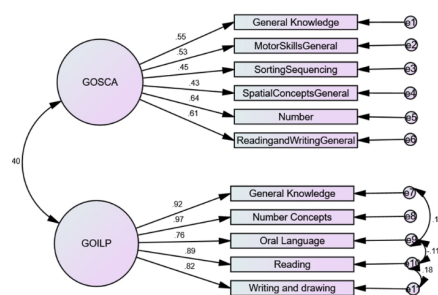 .55
General Knowledge
e1
.53
MotorSkillsGeneral
e2
.45
SortingSequencing
e3
GOSCA
.43
SpatialConceptsGeneral
e4
.64
Number
e5
.61
ReadingandWritingGeneral
e6
.40
.92
General Knowledge
e7
.97
Number Concepts
e8
.76
Oral Language
e9
GOILP
.89
Reading
.82
Writing and drawing
-.11
.18